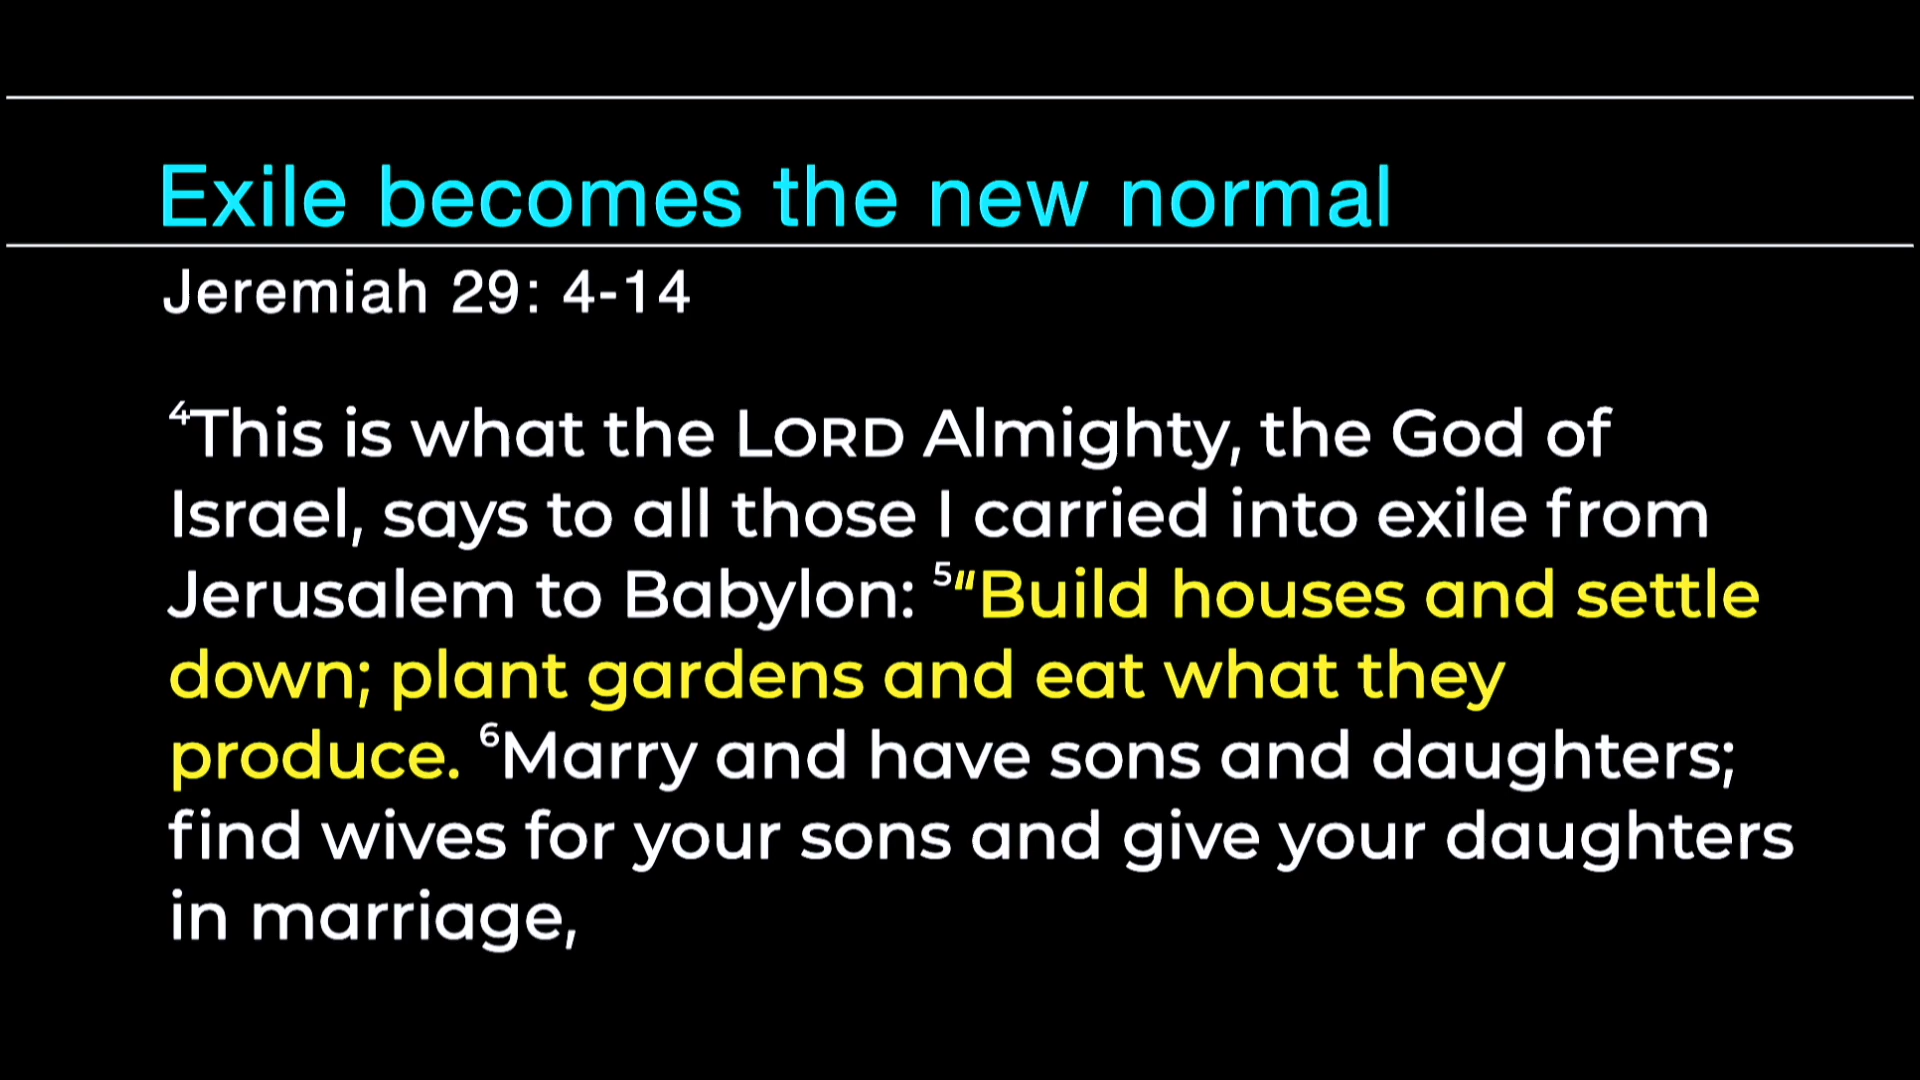 Exile becomes the new normal
Jeremiah 29: 4-14
⁴This is what the LORD Almighty, the God of
Israel, says to all those I carried into exile from
Jerusalem to Babylon: ⁵“Build houses and settle
down; plant gardens and eat what they
produce. ⁶Marry and have sons and daughters;
find wives for your sons and give your daughters
in marriage,